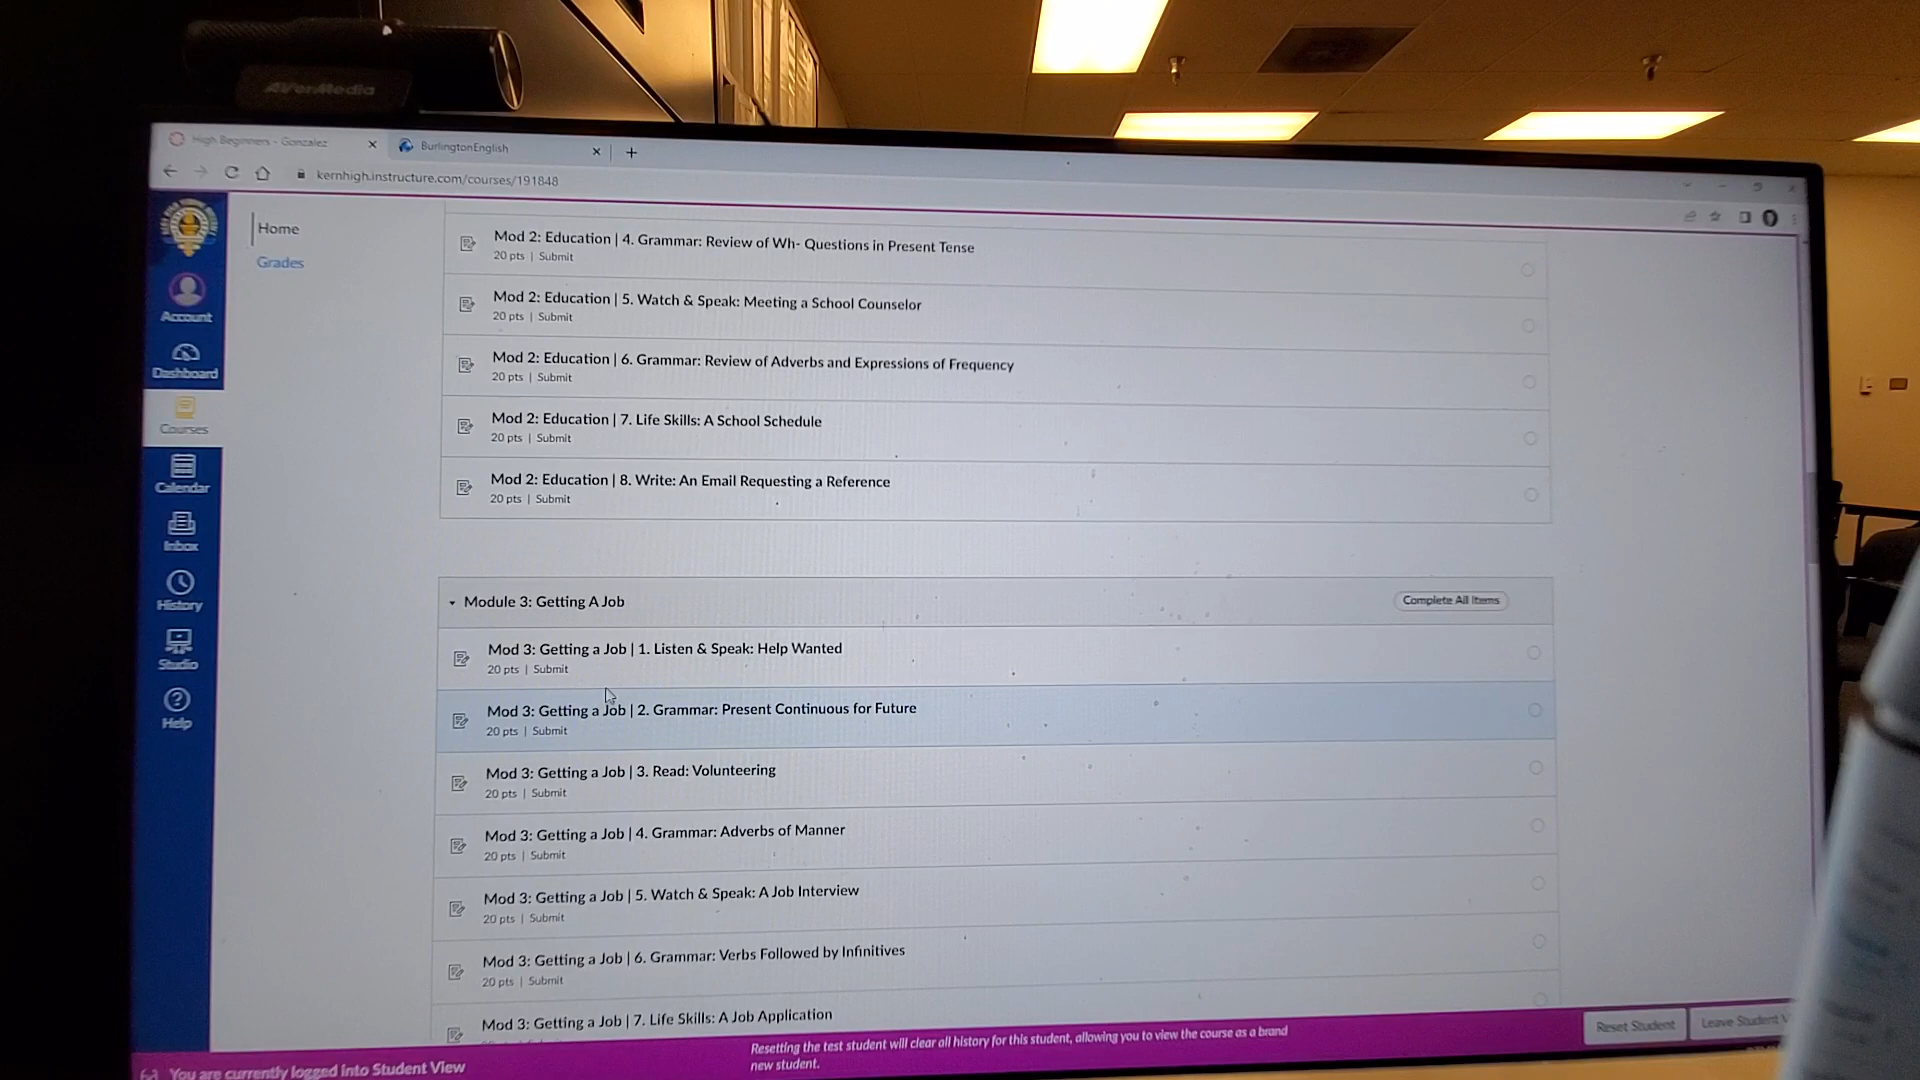 AVerMedia
High Beginners - Gonzalez
BurlingtonEnglish
kernhigh.instructure.com/courses/191848
Home
Grades
Account
Dashboard
Courses
Calendar
Inbox
History
Studio
Help
Mod 2: Education | 4. Grammar: Review of Wh- Questions in Present Tense
20 pts | Submit
Mod 2: Education | 5. Watch & Speak: Meeting a School Counselor
20 pts | Submit
Mod 2: Education | 6. Grammar: Review of Adverbs and Expressions of Frequency
20 pts | Submit
Mod 2: Education | 7. Life Skills: A School Schedule
20 pts | Submit
Mod 2: Education | 8. Write: An Email Requesting a Reference
20 pts | Submit
Module 3: Getting A Job
Complete All Items
Mod 3: Getting a Job | 1. Listen & Speak: Help Wanted
20 pts | Submit
Mod 3: Getting a Job | 2. Grammar: Present Continuous for Future
20 pts | Submit
Mod 3: Getting a Job | 3. Read: Volunteering
20 pts | Submit
Mod 3: Getting a Job | 4. Grammar: Adverbs of Manner
20 pts | Submit
Mod 3: Getting a Job | 5. Watch & Speak: A Job Interview
20 pts | Submit
Mod 3: Getting a Job | 6. Grammar: Verbs Followed by Infinitives
20 pts | Submit
Mod 3: Getting a Job | 7. Life Skills: A Job Application
You are currently logged into Student View
Resetting the test student will clear all history for this student, allowing you to view the course as a brand
new student.
Reset Student
Leave Student V